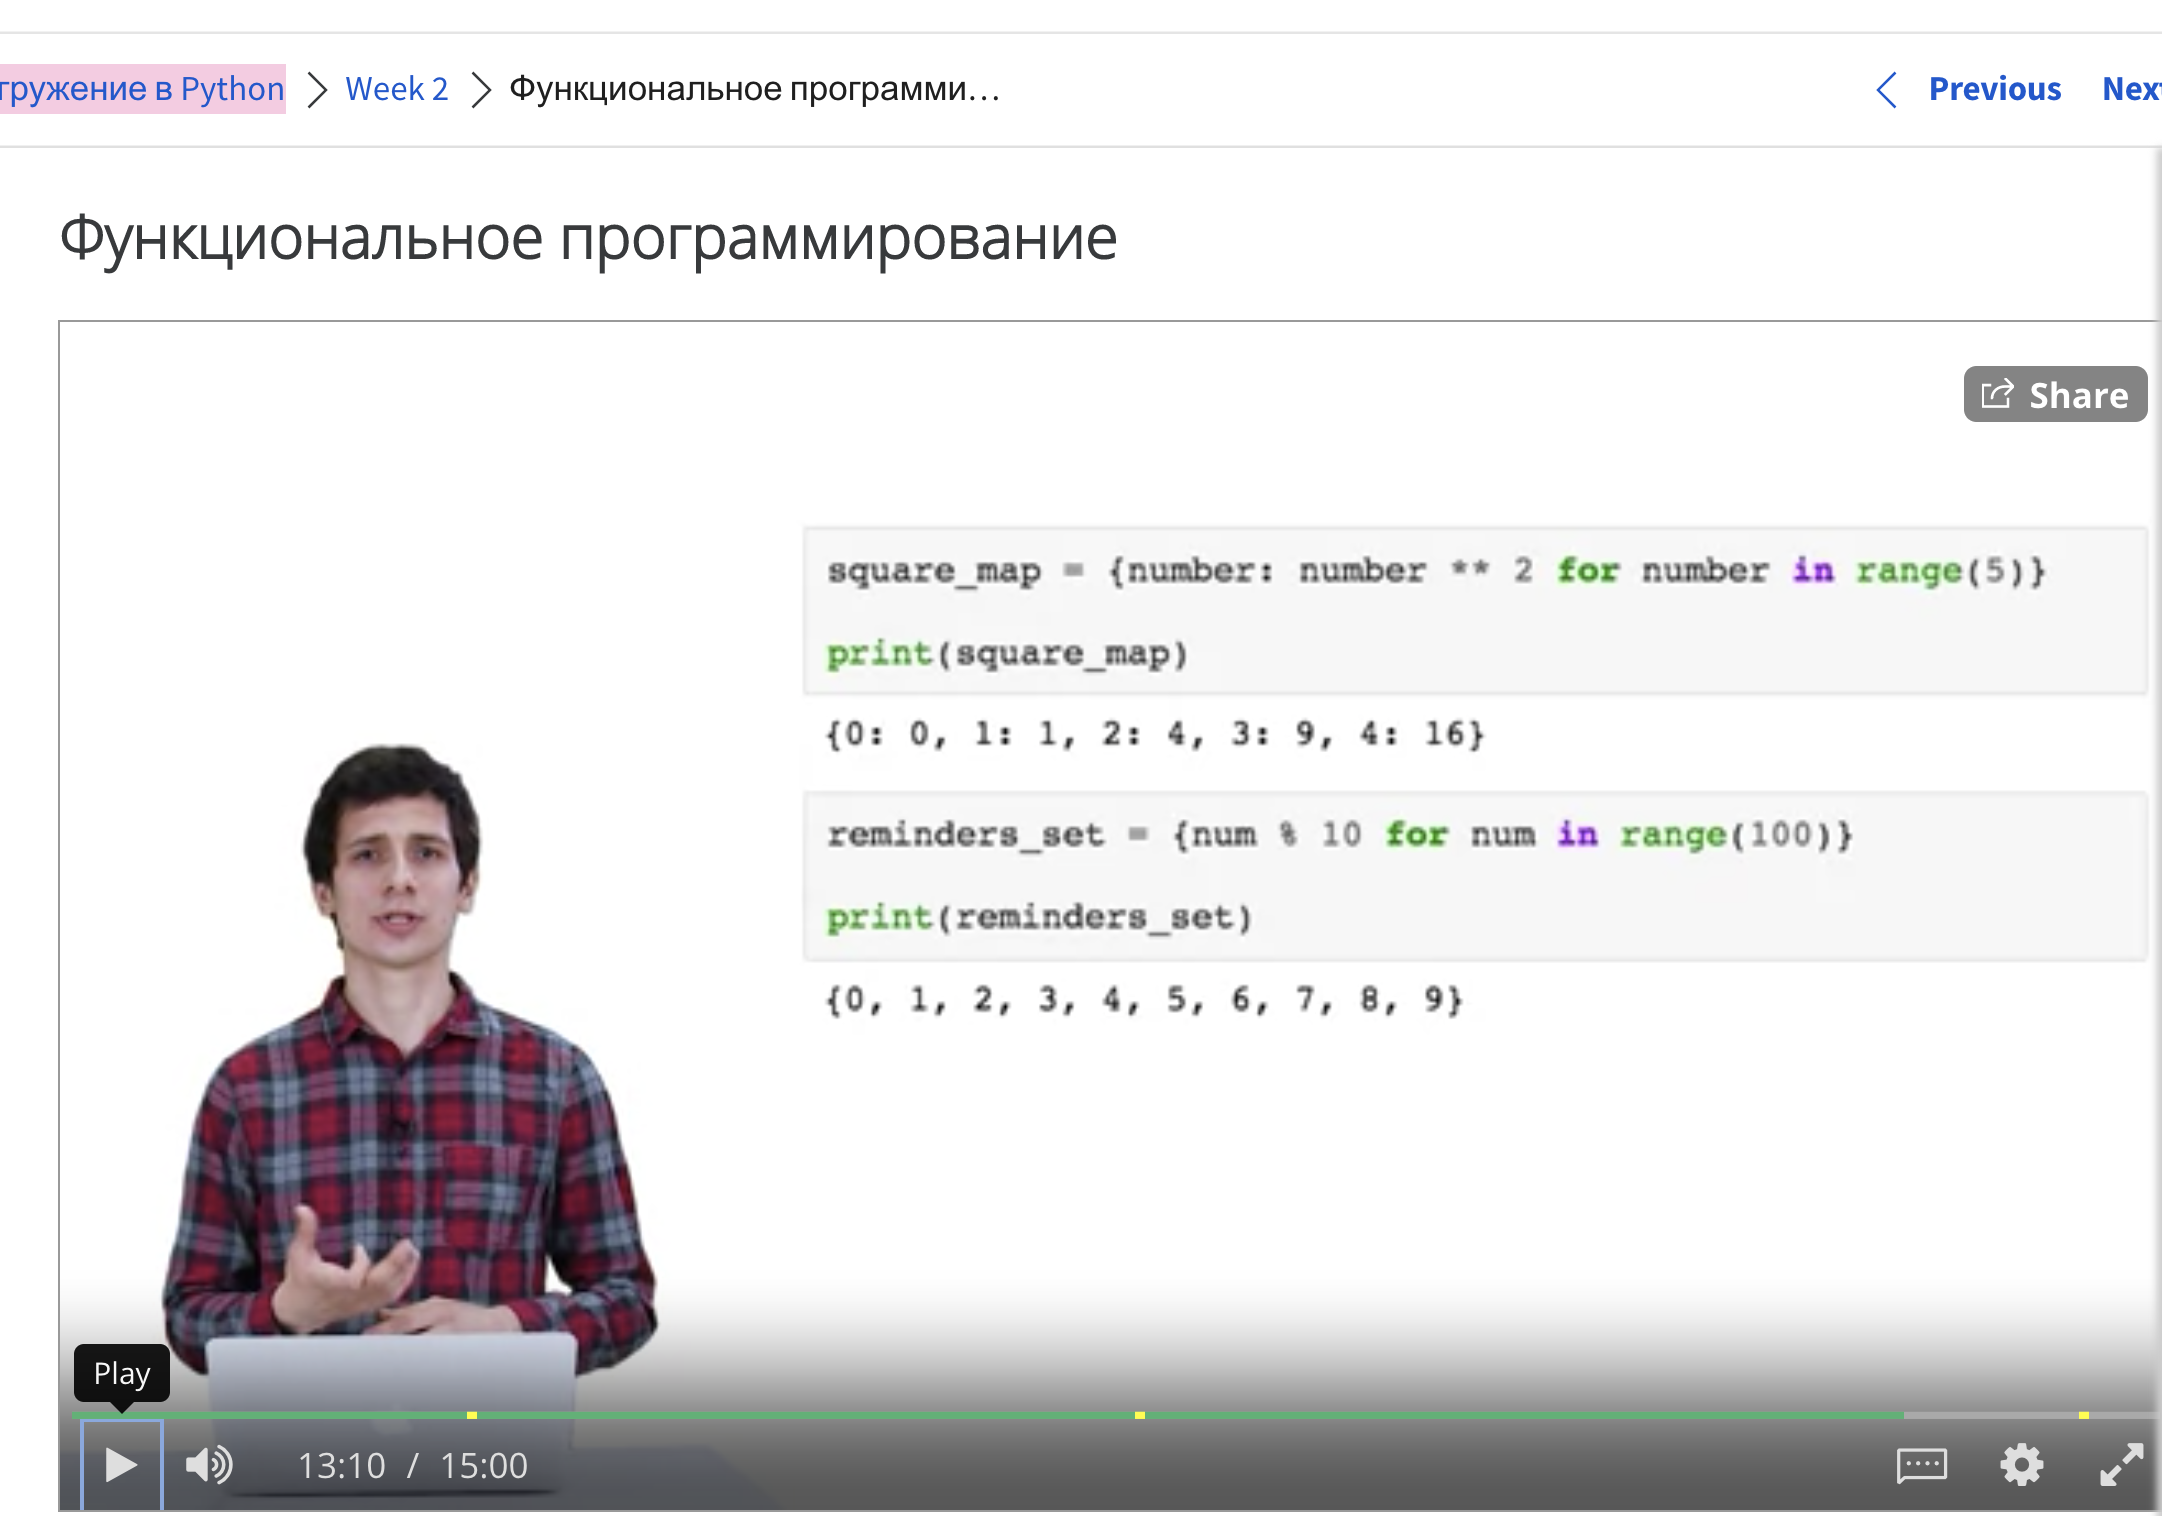 гружение в Python > Week 2 > Функциональное программи... < Previous
Функциональное программирование
Share
square_map = {number: number ** 2 for number in range(5)}
print(square_map)
{0: 0, 1: 1, 2: 4, 3: 9, 4: 16}
reminders_set = {num % 10 for num in range(100)}
print(reminders_set)
{0, 1, 2, 3, 4, 5, 6, 7, 8, 9}
Play
13:10 / 15:00